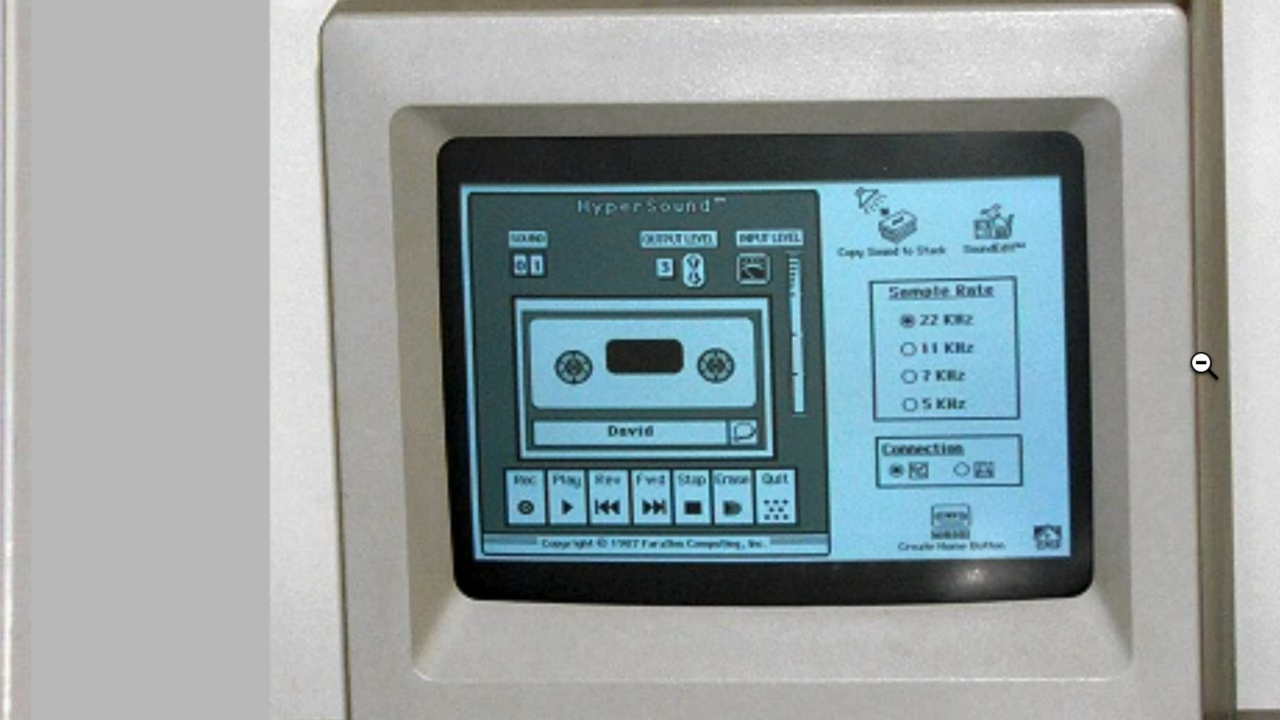 HyperSound™
SOUND
OUTPUT LEVEL
INPUT LEVEL
01
3
David
Rec
Play
Rev
Fwd
Stop
Erase
Quit
Copyright © 1987 Farallon Computing, Inc.
Copy Sound to Stack
SoundEdit™
Sample Rate
22 KHz
11 KHz
7 KHz
5 KHz
Connection
Create Home Button